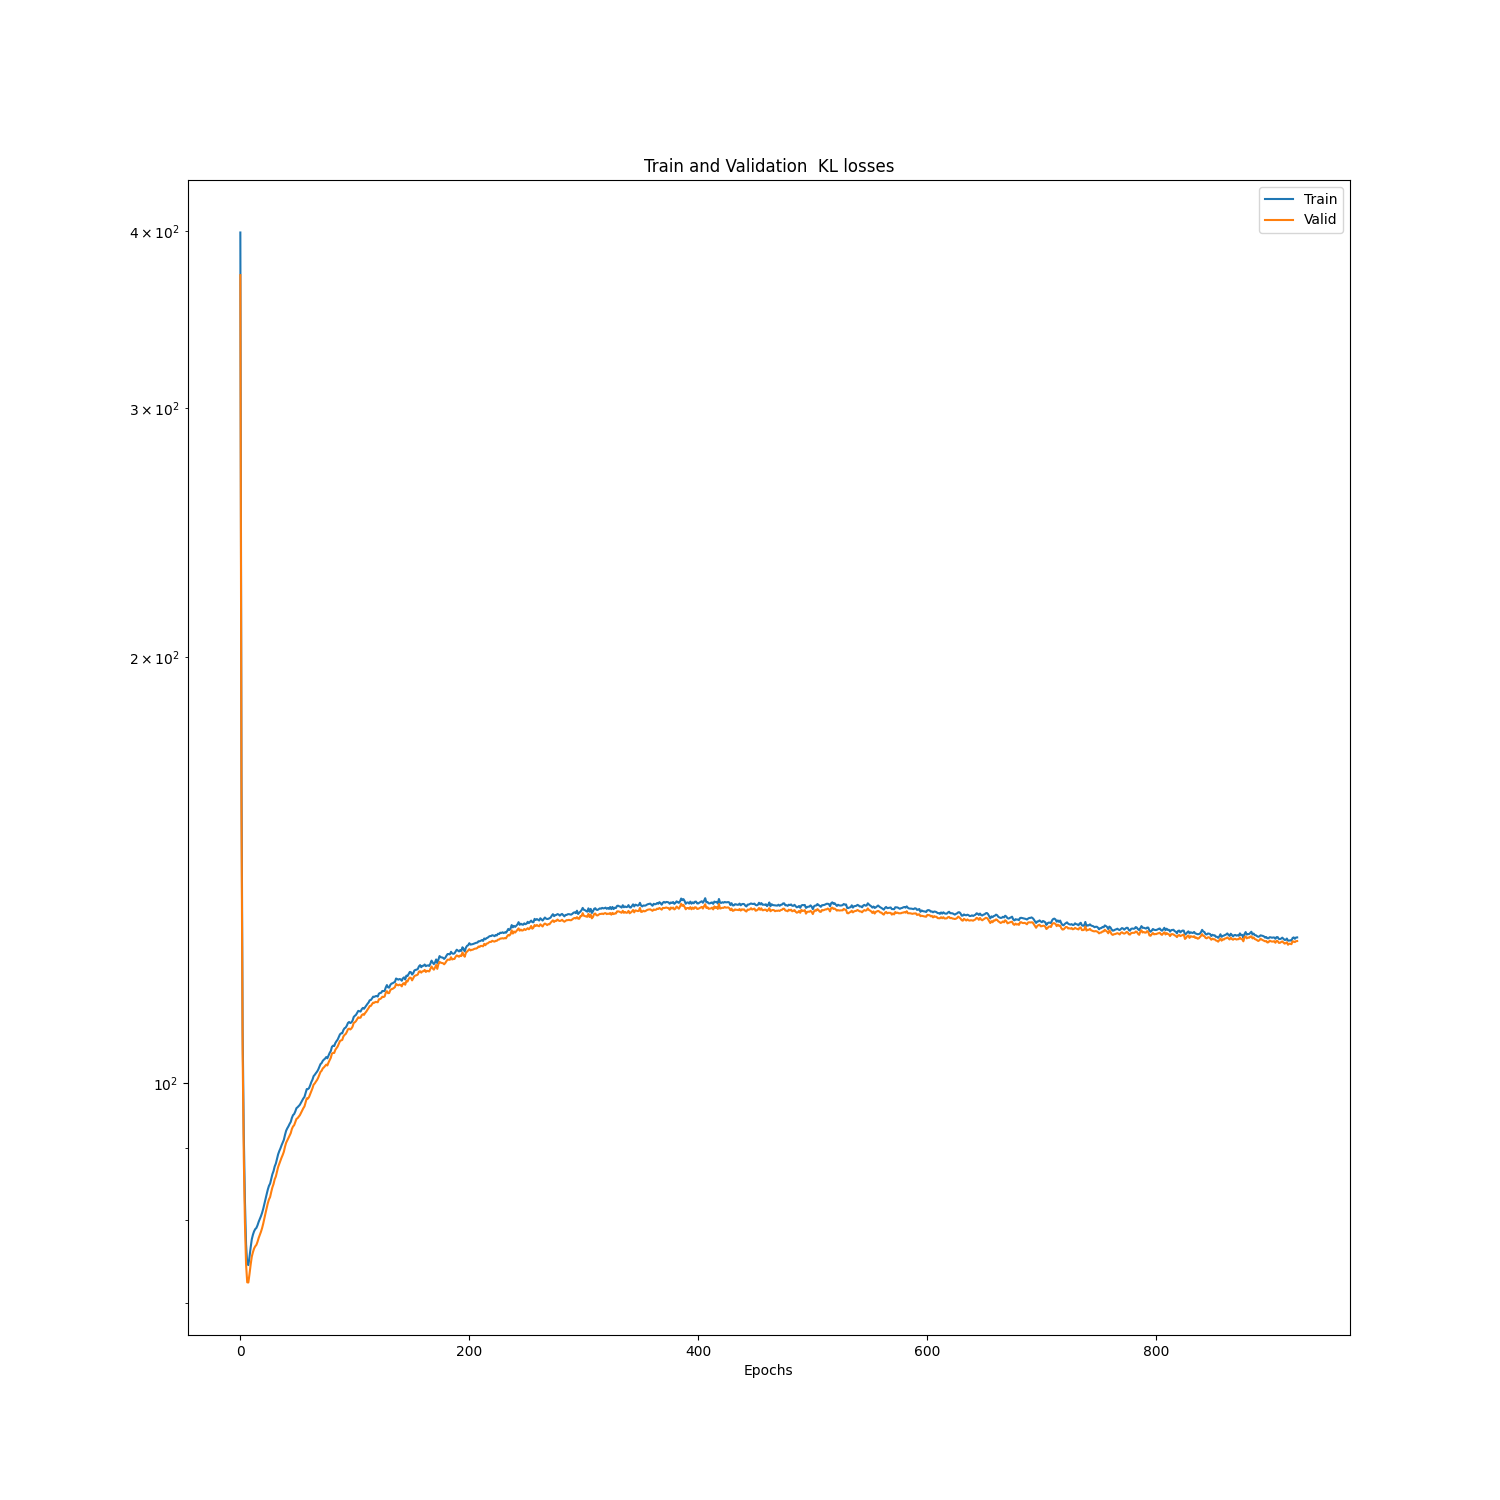 Train and Validation  KL losses
Train
Valid
4 × 10²
3 × 10²
2 × 10²
10²
0 200 400 600 800
Epochs